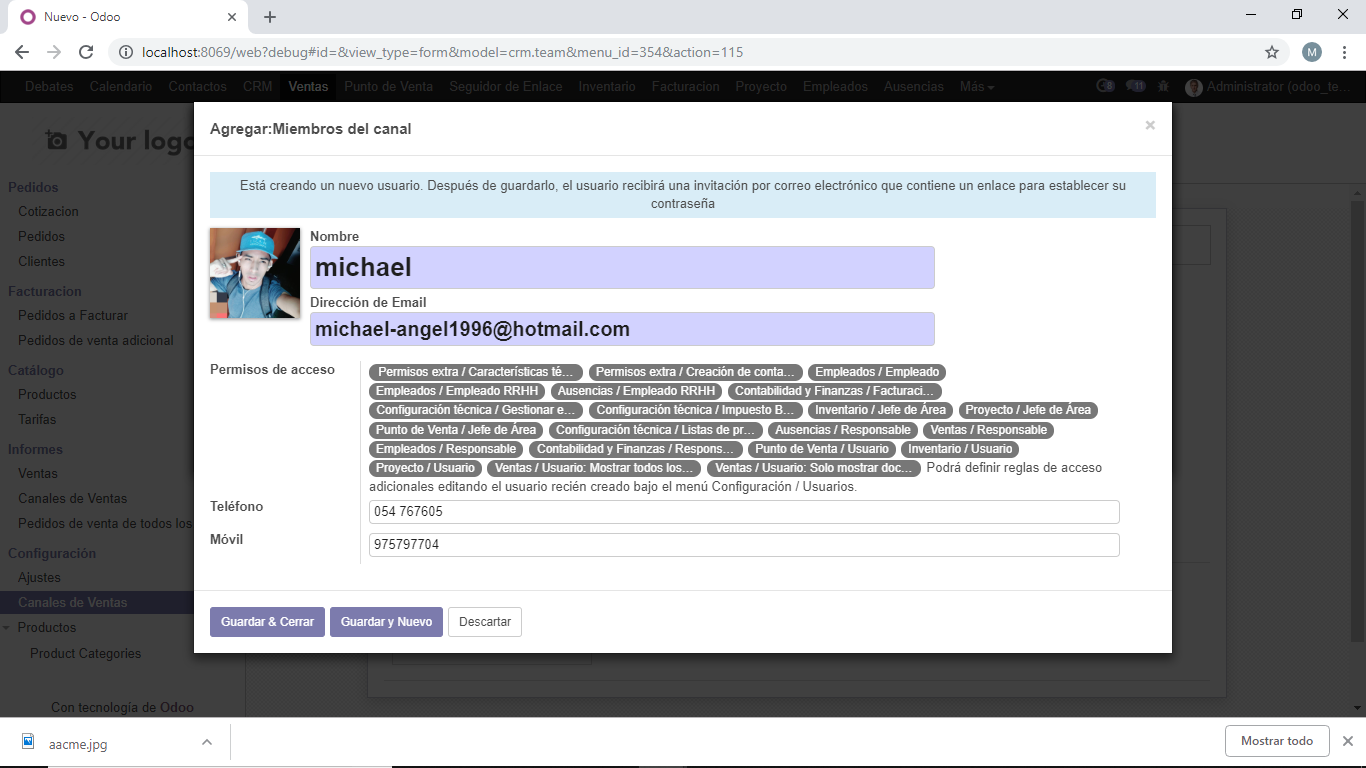 Nuevo - Odoo
localhost:8069/web?debug#id=&view_type=form&model=crm.team&menu_id=354&action=115
M
Debates Calendario Contactos CRM Ventas Punto de Venta Seguidor de Enlace Inventario Facturacion Proyecto Empleados Ausencias Más 8 11 Administrator (odoo_te...
Your logo
Agregar:Miembros del canal
×
Está creando un nuevo usuario. Después de guardarlo, el usuario recibirá una invitación por correo electrónico que contiene un enlace para establecer su
contraseña
Nombre
michael
Dirección de Email
michael-angel1996@hotmail.com
Permisos de acceso
Permisos extra / Características té... Permisos extra / Creación de conta... Empleados / Empleado
Empleados / Empleado RRHH Ausencias / Empleado RRHH Contabilidad y Finanzas / Facturaci...
Configuración técnica / Gestionar e... Configuración técnica / Impuesto B... Inventario / Jefe de Área Proyecto / Jefe de Área
Punto de Venta / Jefe de Área Configuración técnica / Listas de pr... Ausencias / Responsable Ventas / Responsable
Empleados / Responsable Contabilidad y Finanzas / Respons... Punto de Venta / Usuario Inventario / Usuario
Proyecto / Usuario Ventas / Usuario: Mostrar todos los... Ventas / Usuario: Solo mostrar doc... Podrá definir reglas de acceso
adicionales editando el usuario recién creado bajo el menú Configuración / Usuarios.
Teléfono
054 767605
Móvil
975797704
Guardar & Cerrar Guardar y Nuevo Descartar
Pedidos
Cotizacion
Pedidos
Clientes
Facturacion
Pedidos a Facturar
Pedidos de venta adicional
Catálogo
Productos
Tarifas
Informes
Ventas
Canales de Ventas
Pedidos de venta de todos los
Configuración
Ajustes
Canales de Ventas
Productos
Product Categories
Con tecnología de Odoo
aacme.jpg
Mostrar todo